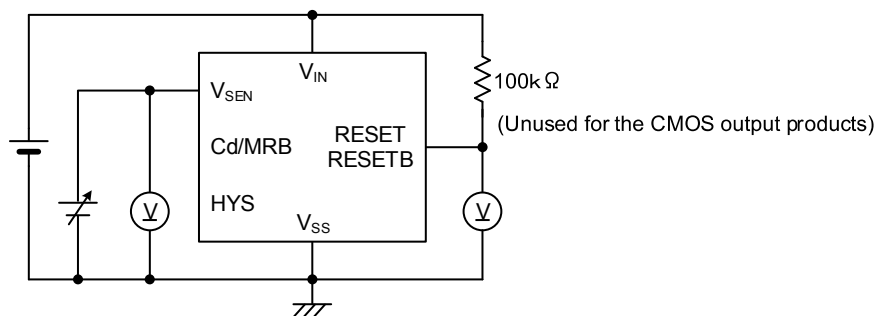 V_IN
100kΩ
V_SEN
(Unused for the CMOS output products)
Cd/MRB
RESET
RESETB
HYS
V
V
V_SS